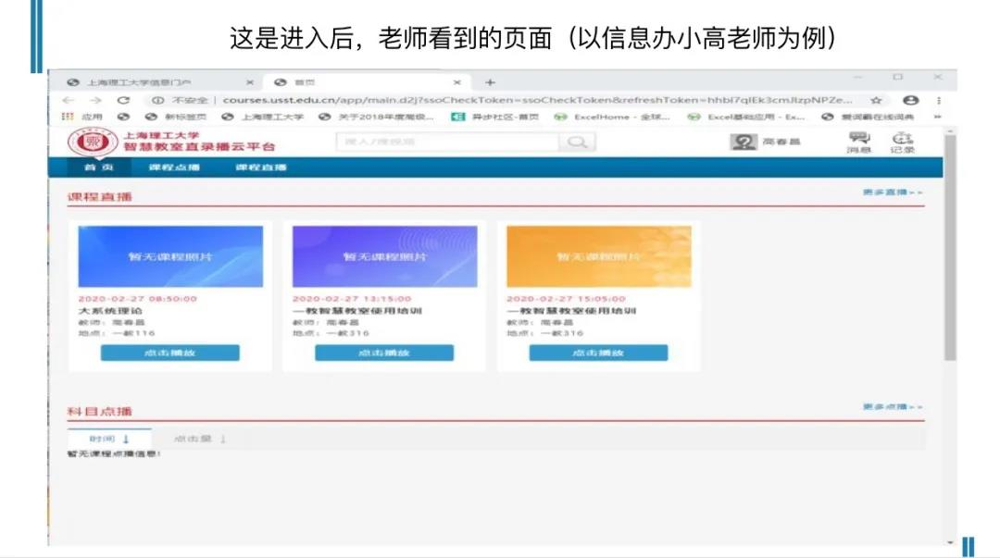 这是进入后，老师看到的页面（以信息办小高老师为例）
上海理工大学信息门户
首页
不安全 | courses.usst.edu.cn/app/main.d2j?ssoCheckToken=ssoCheckToken&refreshToken=hhbI7qlEk3cmJIzpNPZe...
应用 新标签页 上海理工大学 关于2018年度高级... 异步社区-首页 ExcelHome - 全球... Excel基础应用 - Ex... 爱词霸在线词典 »
上海理工大学
智慧教室直录播云平台
搜人/搜视频
高春昌
消息 记录
首 页 课程点播 课程直播
课程直播 更多直播>>
暂无课程照片 暂无课程照片 暂无课程照片
2020-02-27 08:50:00
大系统理论
教师：高春昌
地点：一教116
点击播放
2020-02-27 13:15:00
一教智慧教室使用培训
教师：高春昌
地点：一教316
点击播放
2020-02-27 15:05:00
一教智慧教室使用培训
教师：高春昌
地点：一教316
点击播放
科目点播 更多点播>>
时间 ↓ 点击量 ↓
暂无课程点播信息!